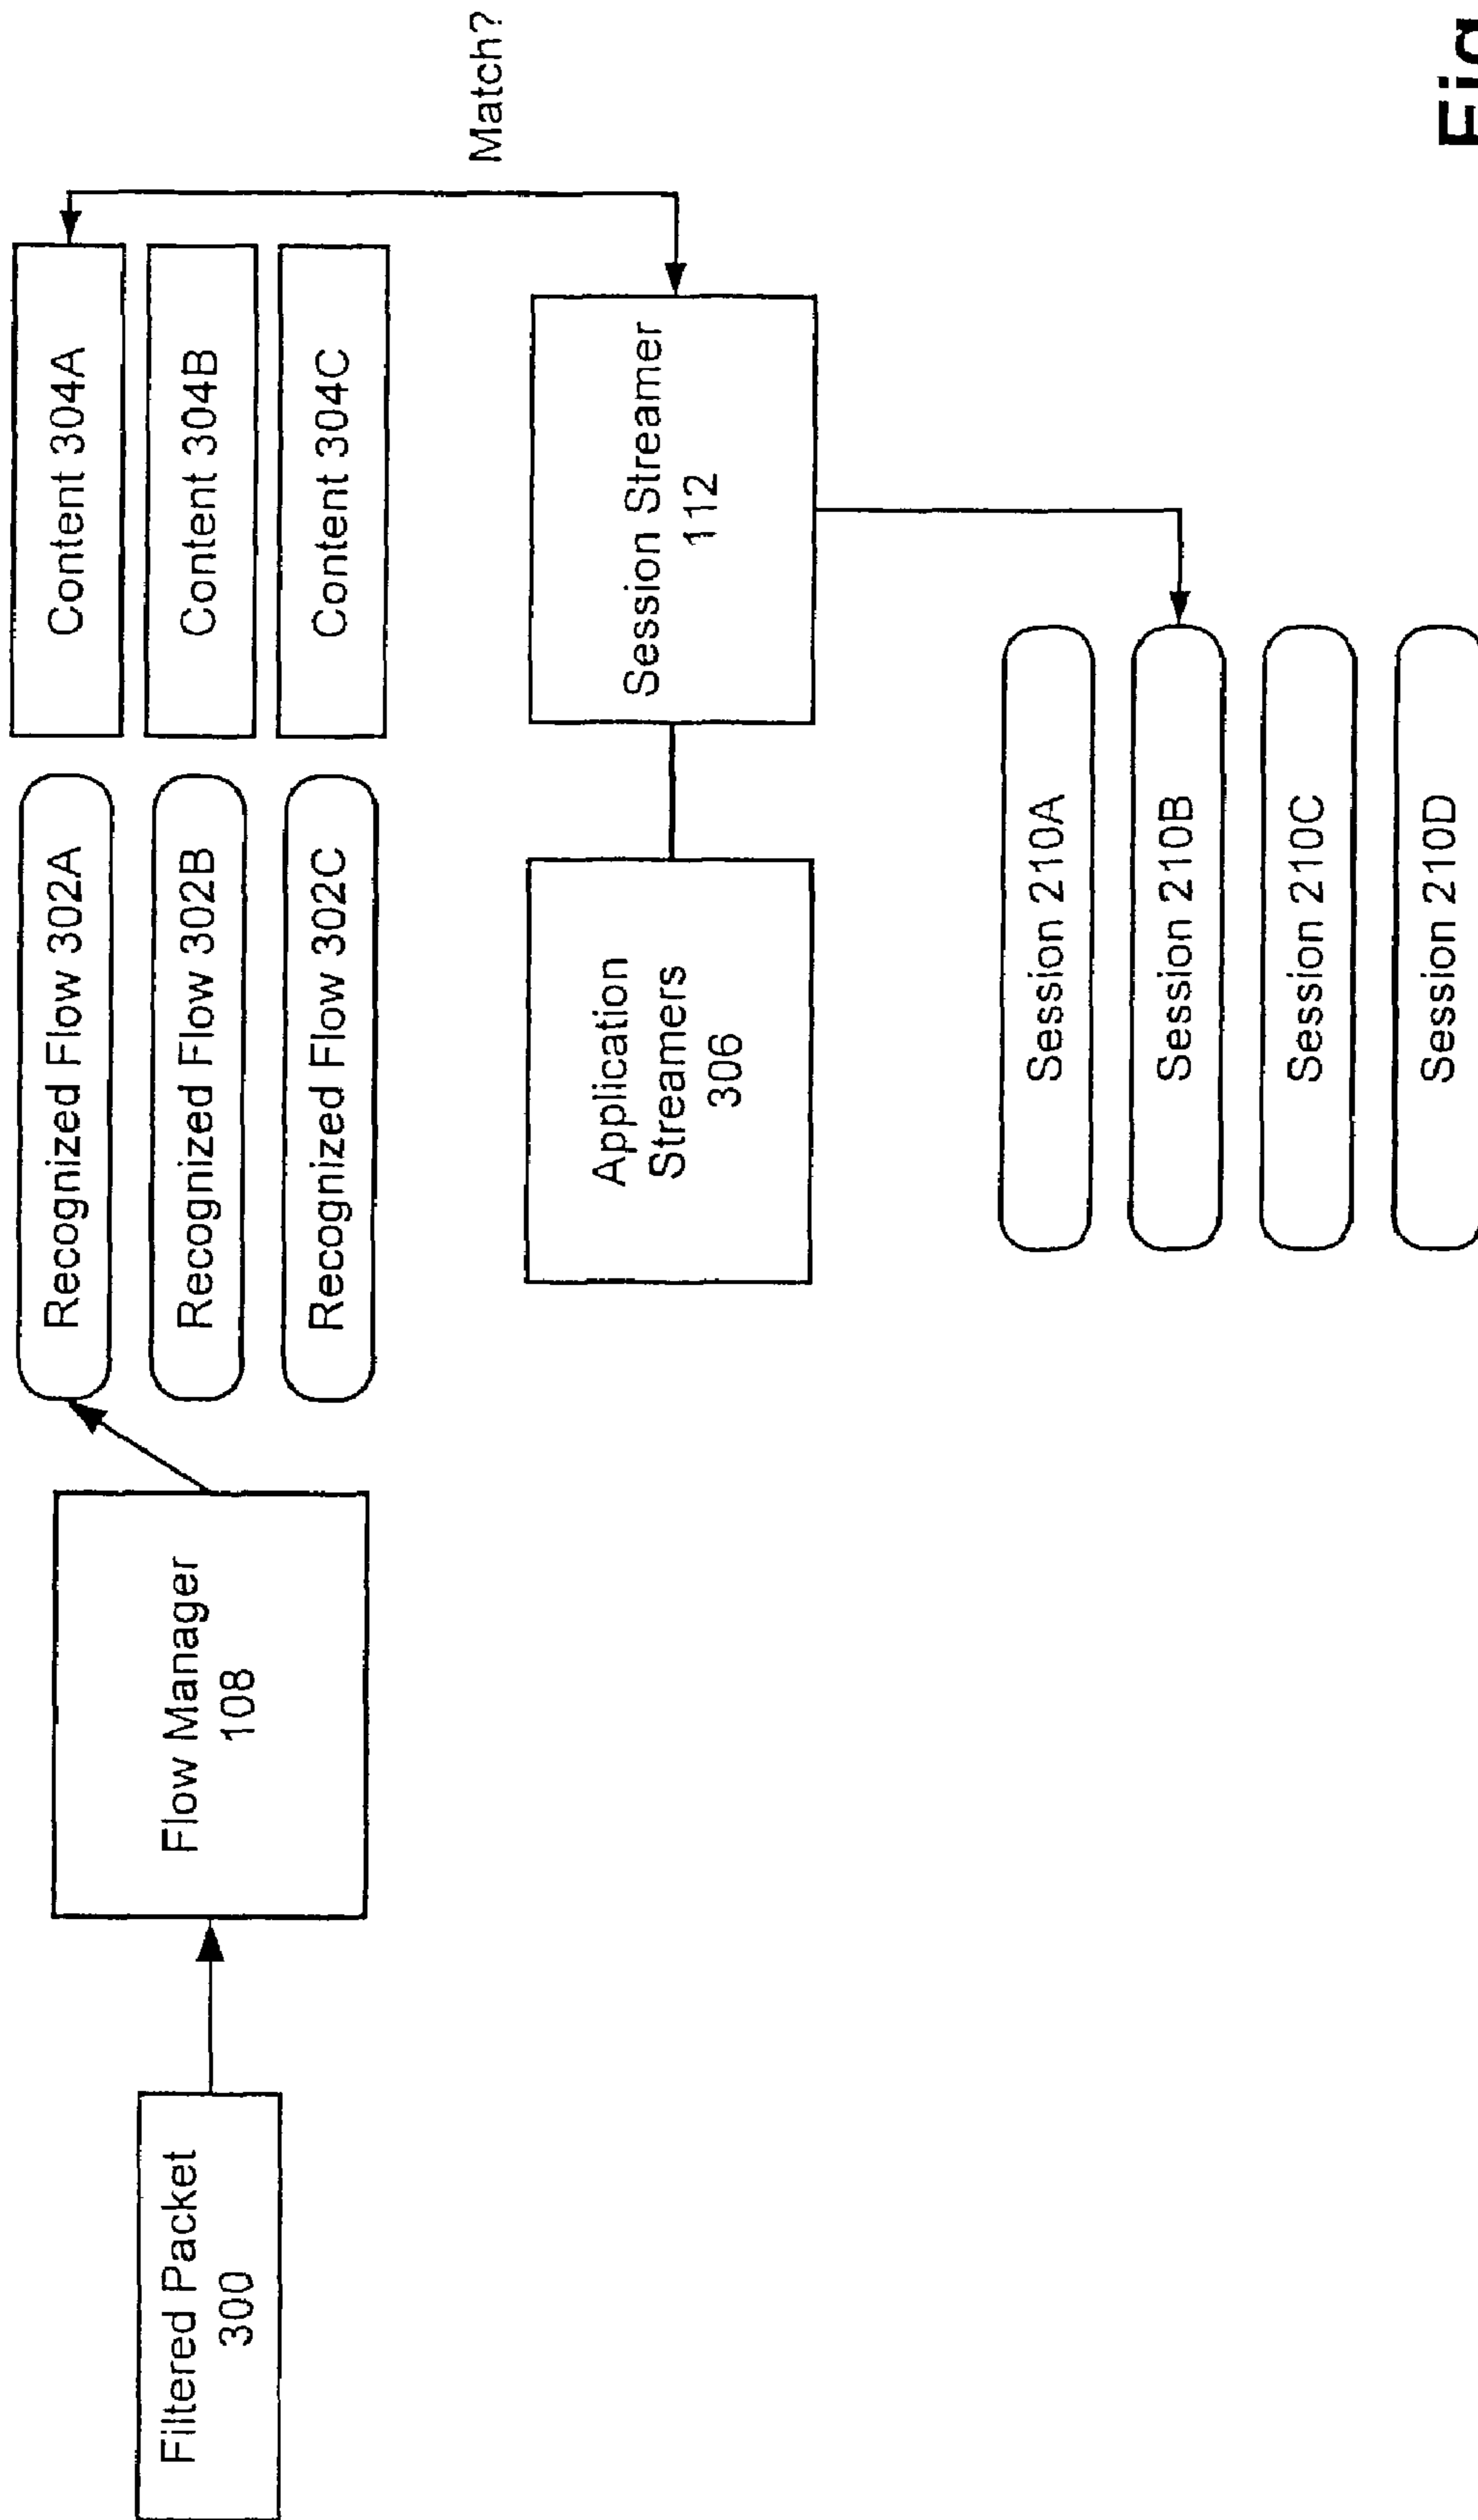 Filtered Packet
300
Flow Manager
108
Recognized Flow 302A
Recognized Flow 302B
Recognized Flow 302C
Content 304A
Content 304B
Content 304C
Match?
Application
Streamers
306
Session Streamer
112
Session 210A
Session 210B
Session 210C
Session 210D